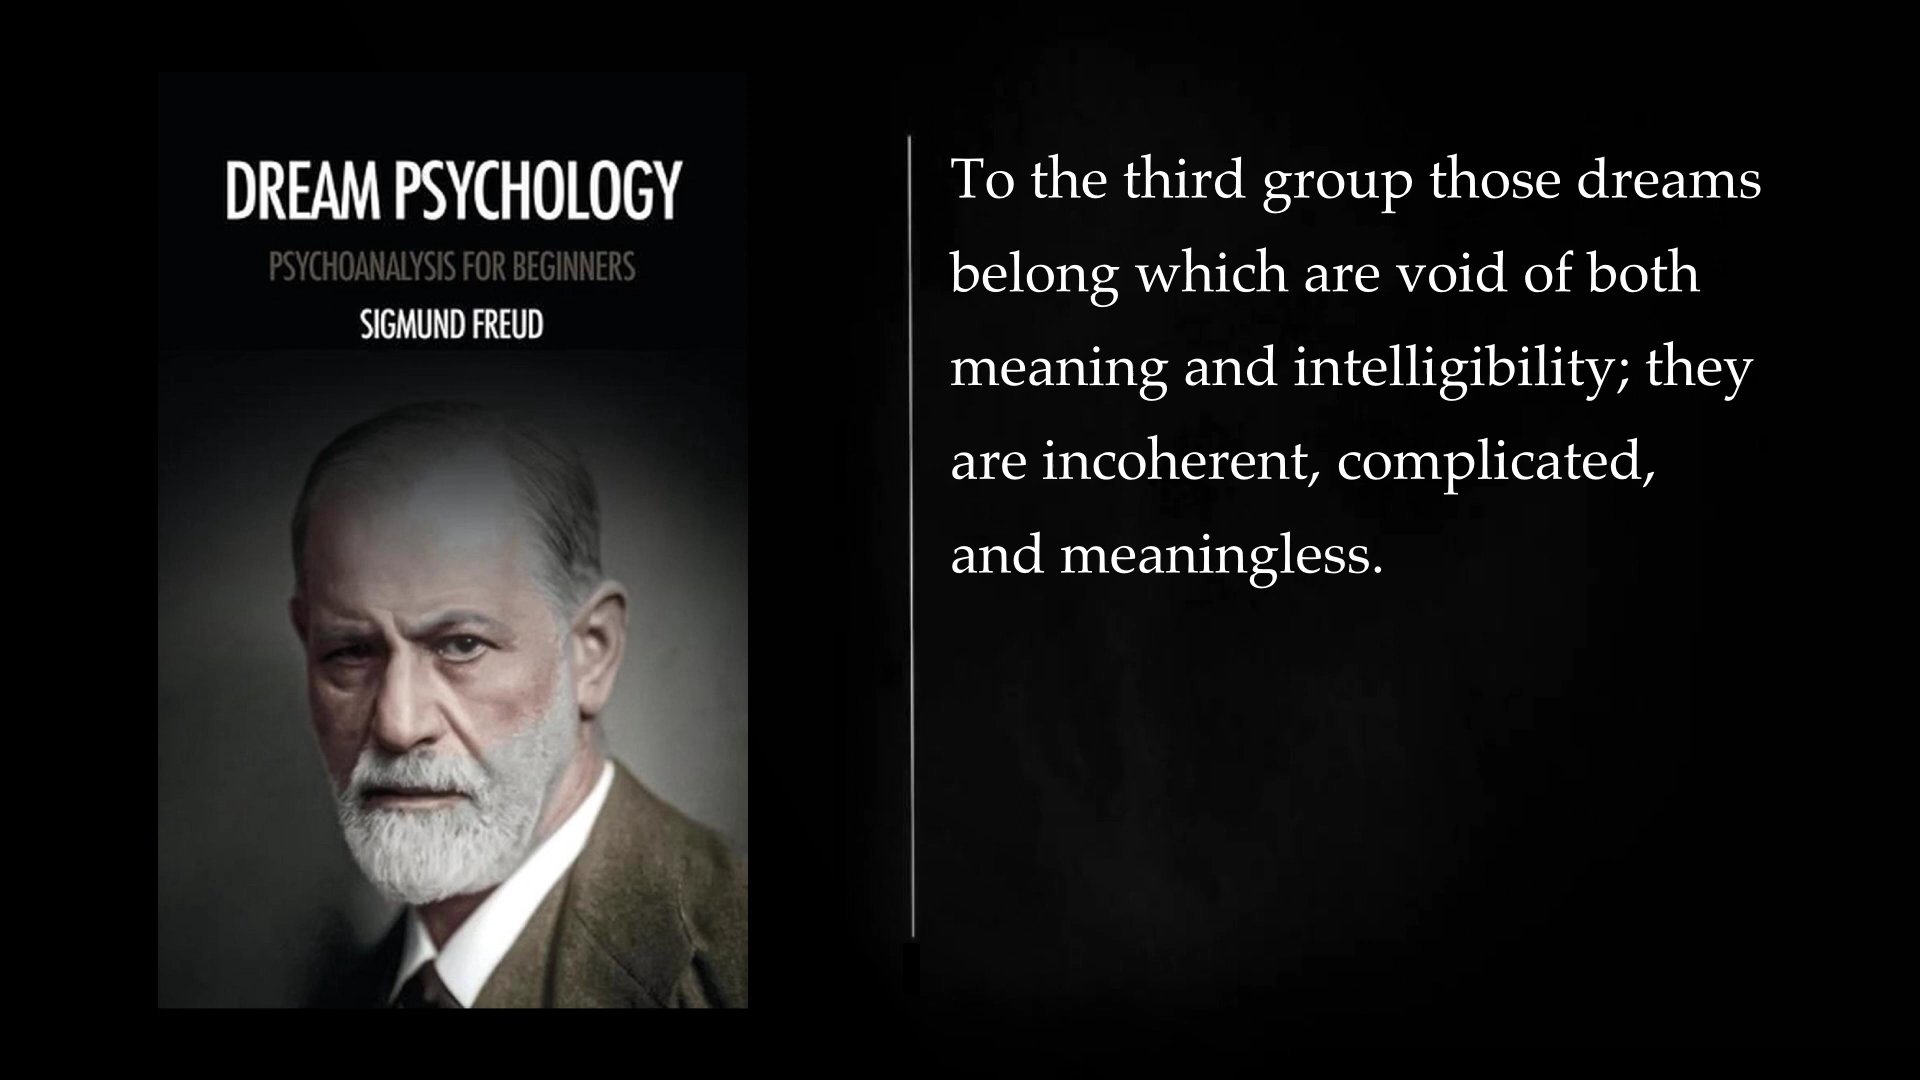 DREAM PSYCHOLOGY
PSYCHOANALYSIS FOR BEGINNERS
SIGMUND FREUD
To the third group those dreams
belong which are void of both
meaning and intelligibility; they
are incoherent, complicated,
and meaningless.